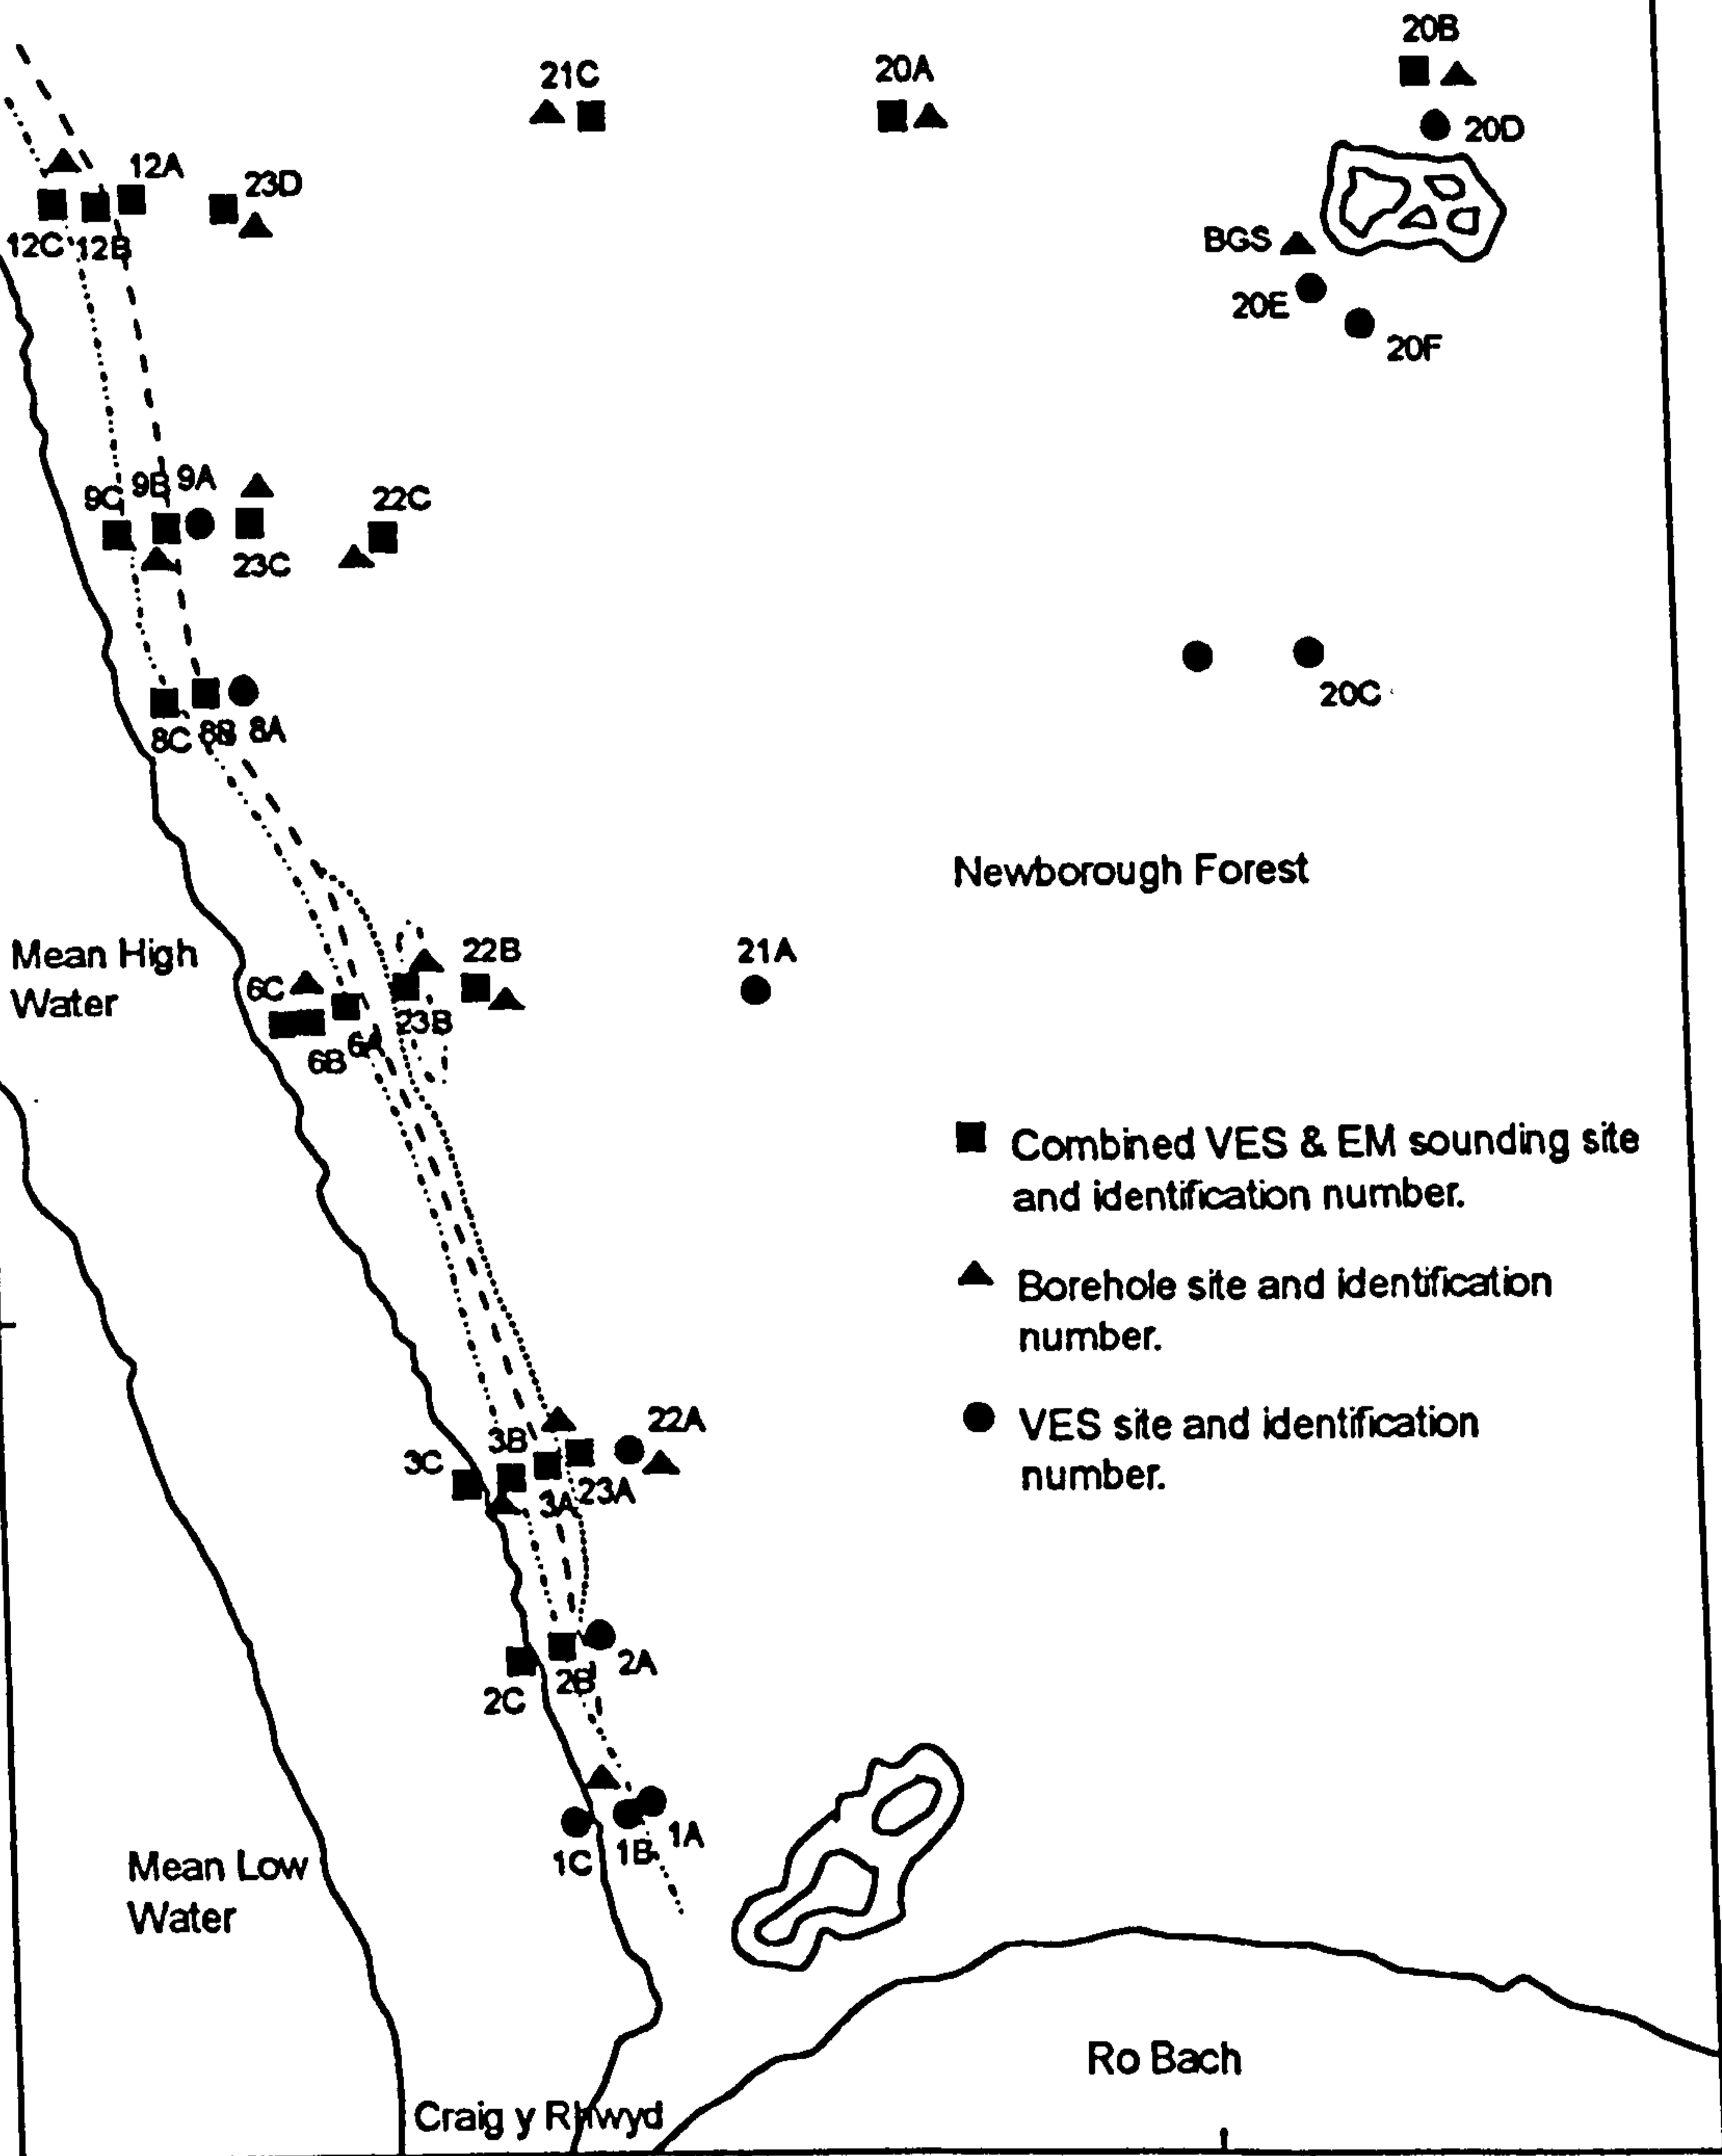 20B
21C
20A
20D
12A
23D
12C
12B
BGS
20E
20F
9C
9B
9A
22C
23C
20C
8C
8B
8A
Newborough Forest
Mean High
Water
22B
21A
6C
23B
6B
6A
Combined VES & EM sounding site
and identification number.
Borehole site and identification
number.
VES site and identification
number.
22A
3B
3C
3A
23A
2A
2B
2C
1A
1B
1C
Mean Low
Water
Ro Bach
Craig y Rhwyd